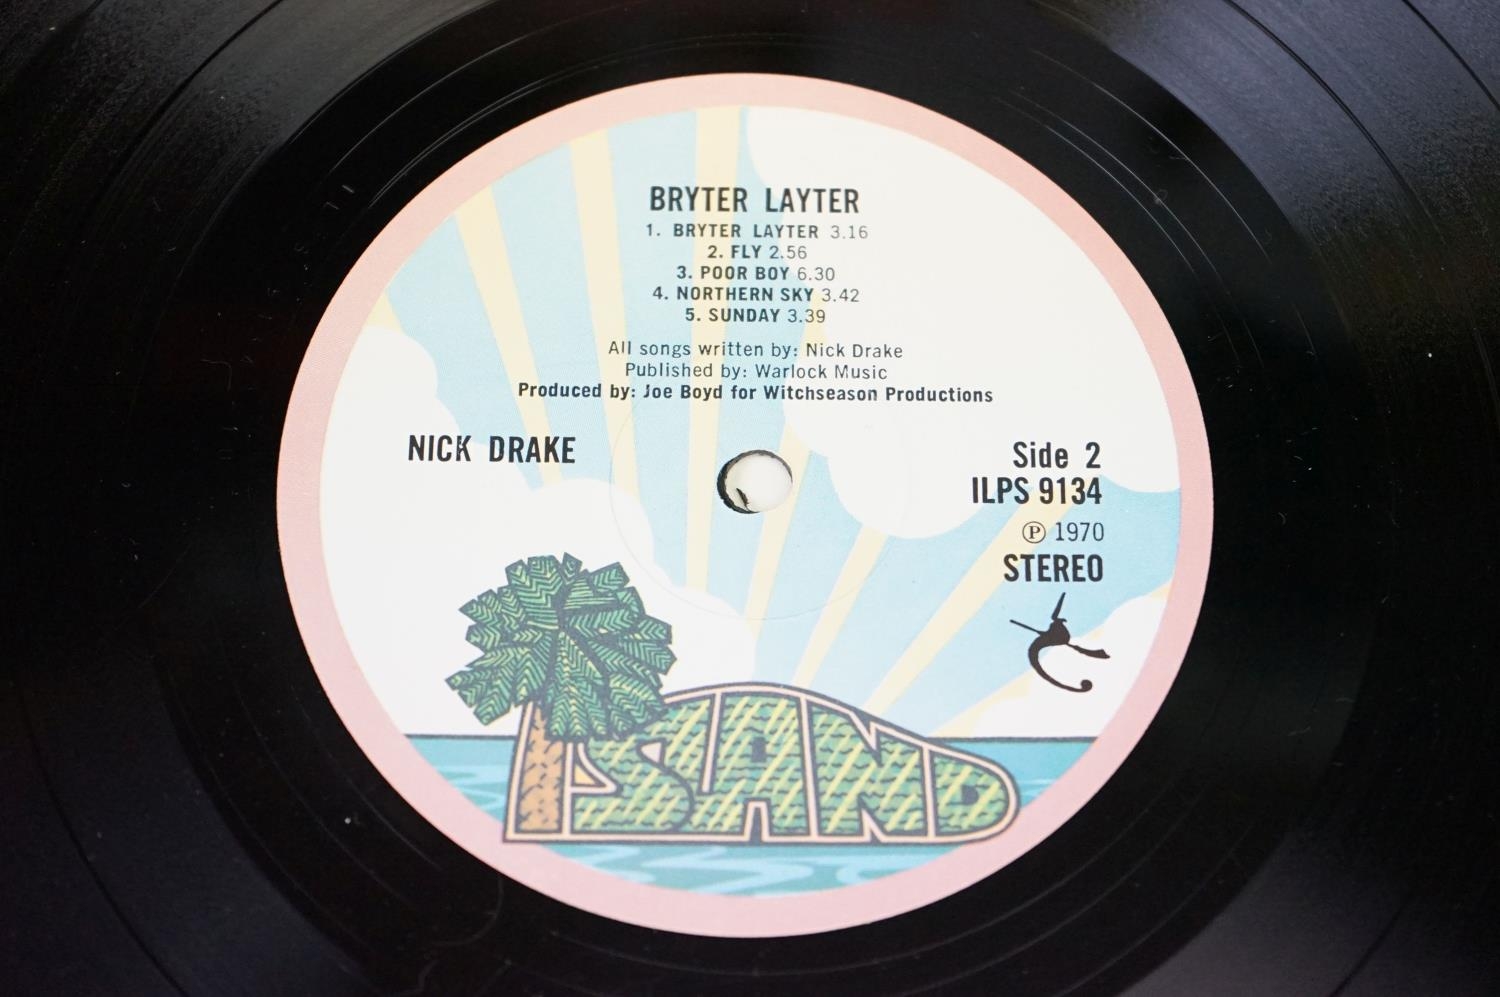 BRYTER LAYTER
1. BRYTER LAYTER 3.16
2. FLY 2.56
3. POOR BOY 6.30
4. NORTHERN SKY 3.42
5. SUNDAY 3.39
All songs written by: Nick Drake
Published by: Warlock Music
Produced by: Joe Boyd for Witchseason Productions
NICK DRAKE
Side 2
ILPS 9134
℗ 1970
STEREO
ISLAND